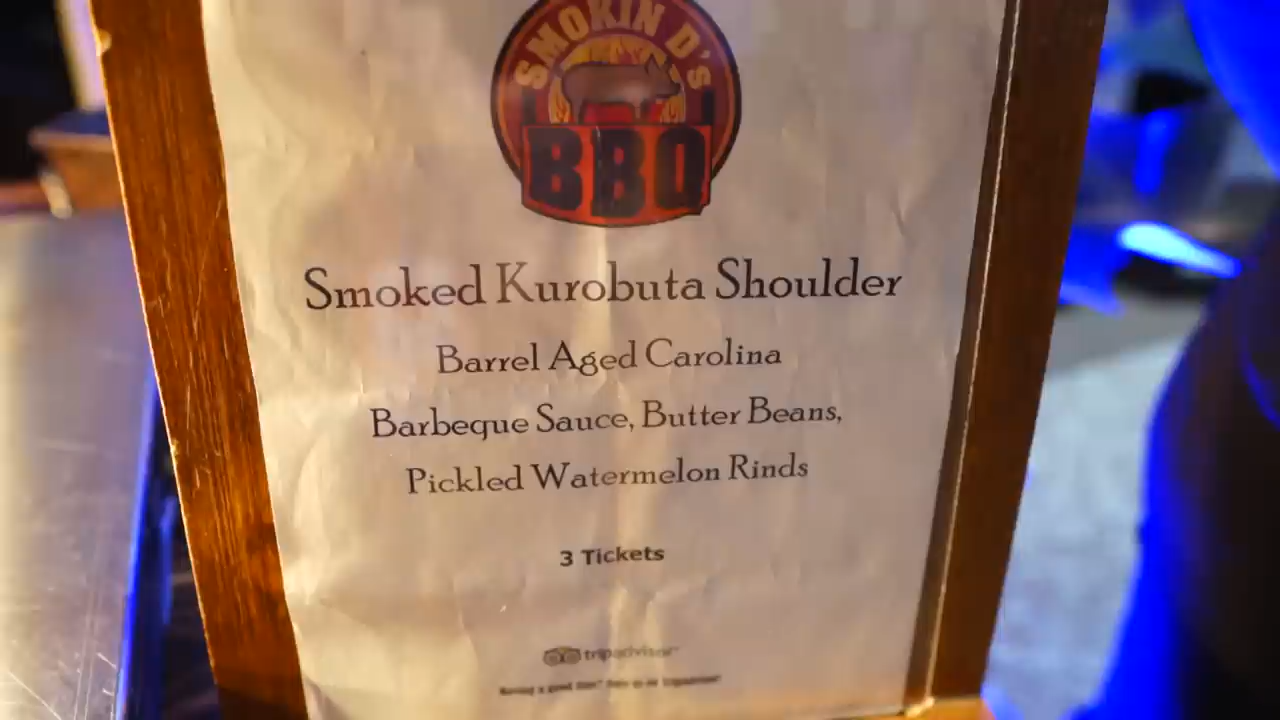 SMOKIN D'S
BBQ
Smoked Kurobuta Shoulder
Barrel Aged Carolina
Barbeque Sauce, Butter Beans,
Pickled Watermelon Rinds
3 Tickets
tripadvisor